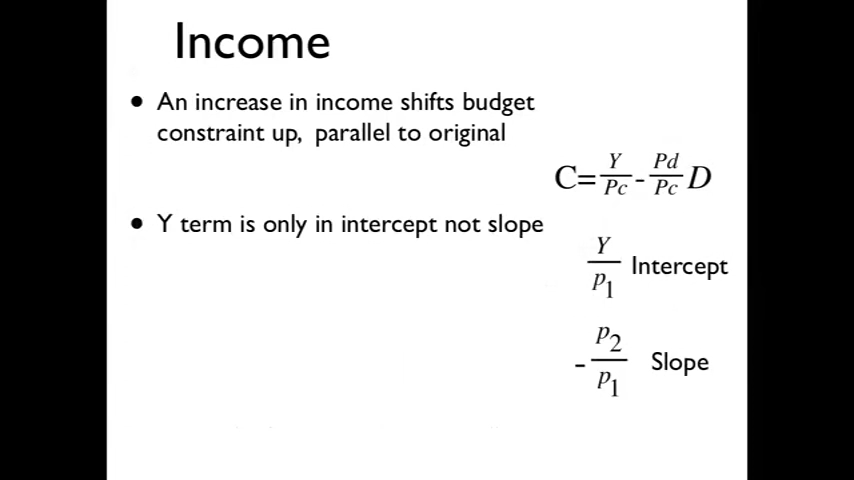 Income
• An increase in income shifts budget
constraint up, parallel to original
C=Y/Pc-Pd/Pc D
• Y term is only in intercept not slope
Y/p1 Intercept
-p2/p1 Slope